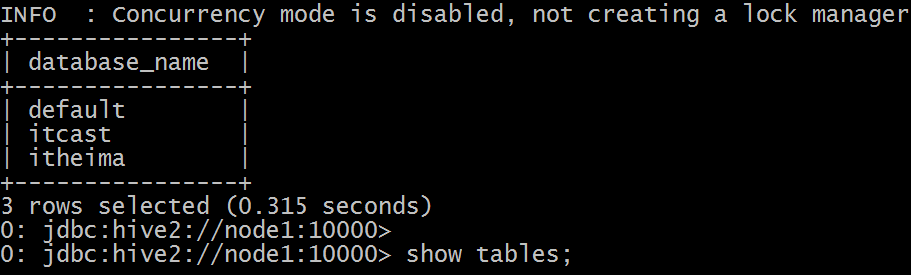 INFO  : Concurrency mode is disabled, not creating a lock manager
+----------------+
| database_name  |
+----------------+
| default        |
| itcast         |
| itheima        |
+----------------+
3 rows selected (0.315 seconds)
0: jdbc:hive2://node1:10000>
0: jdbc:hive2://node1:10000> show tables;